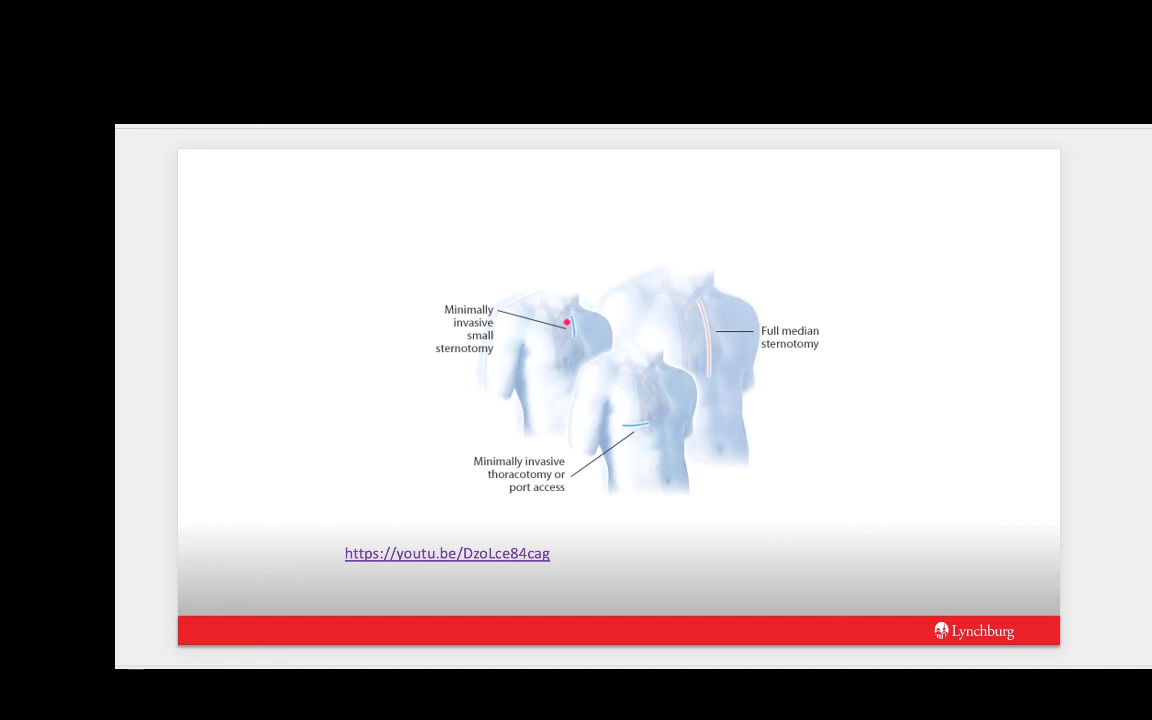 Minimally
invasive
small
sternotomy
Full median
sternotomy
Minimally invasive
thoracotomy or
port access
https://youtu.be/DzoLce84cag
Lynchburg